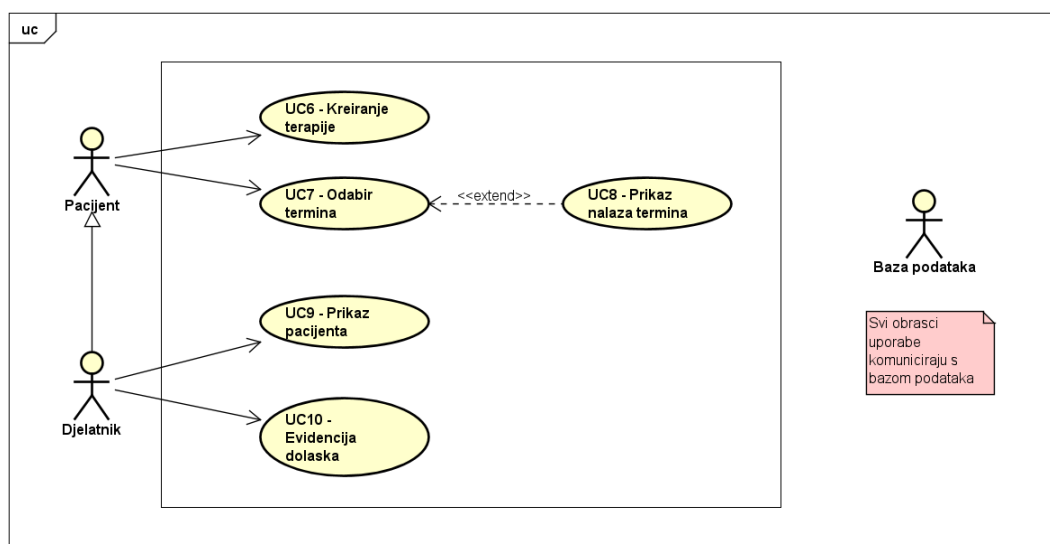 uc
UC6 - Kreiranje
terapije
Pacijent
UC7 - Odabir
termina
<<extend>>
UC8 - Prikaz
nalaza termina
Baza podataka
UC9 - Prikaz
pacijenta
Svi obrasci
uporabe
komuniciraju s
bazom podataka
Djelatnik
UC10 -
Evidencija
dolaska